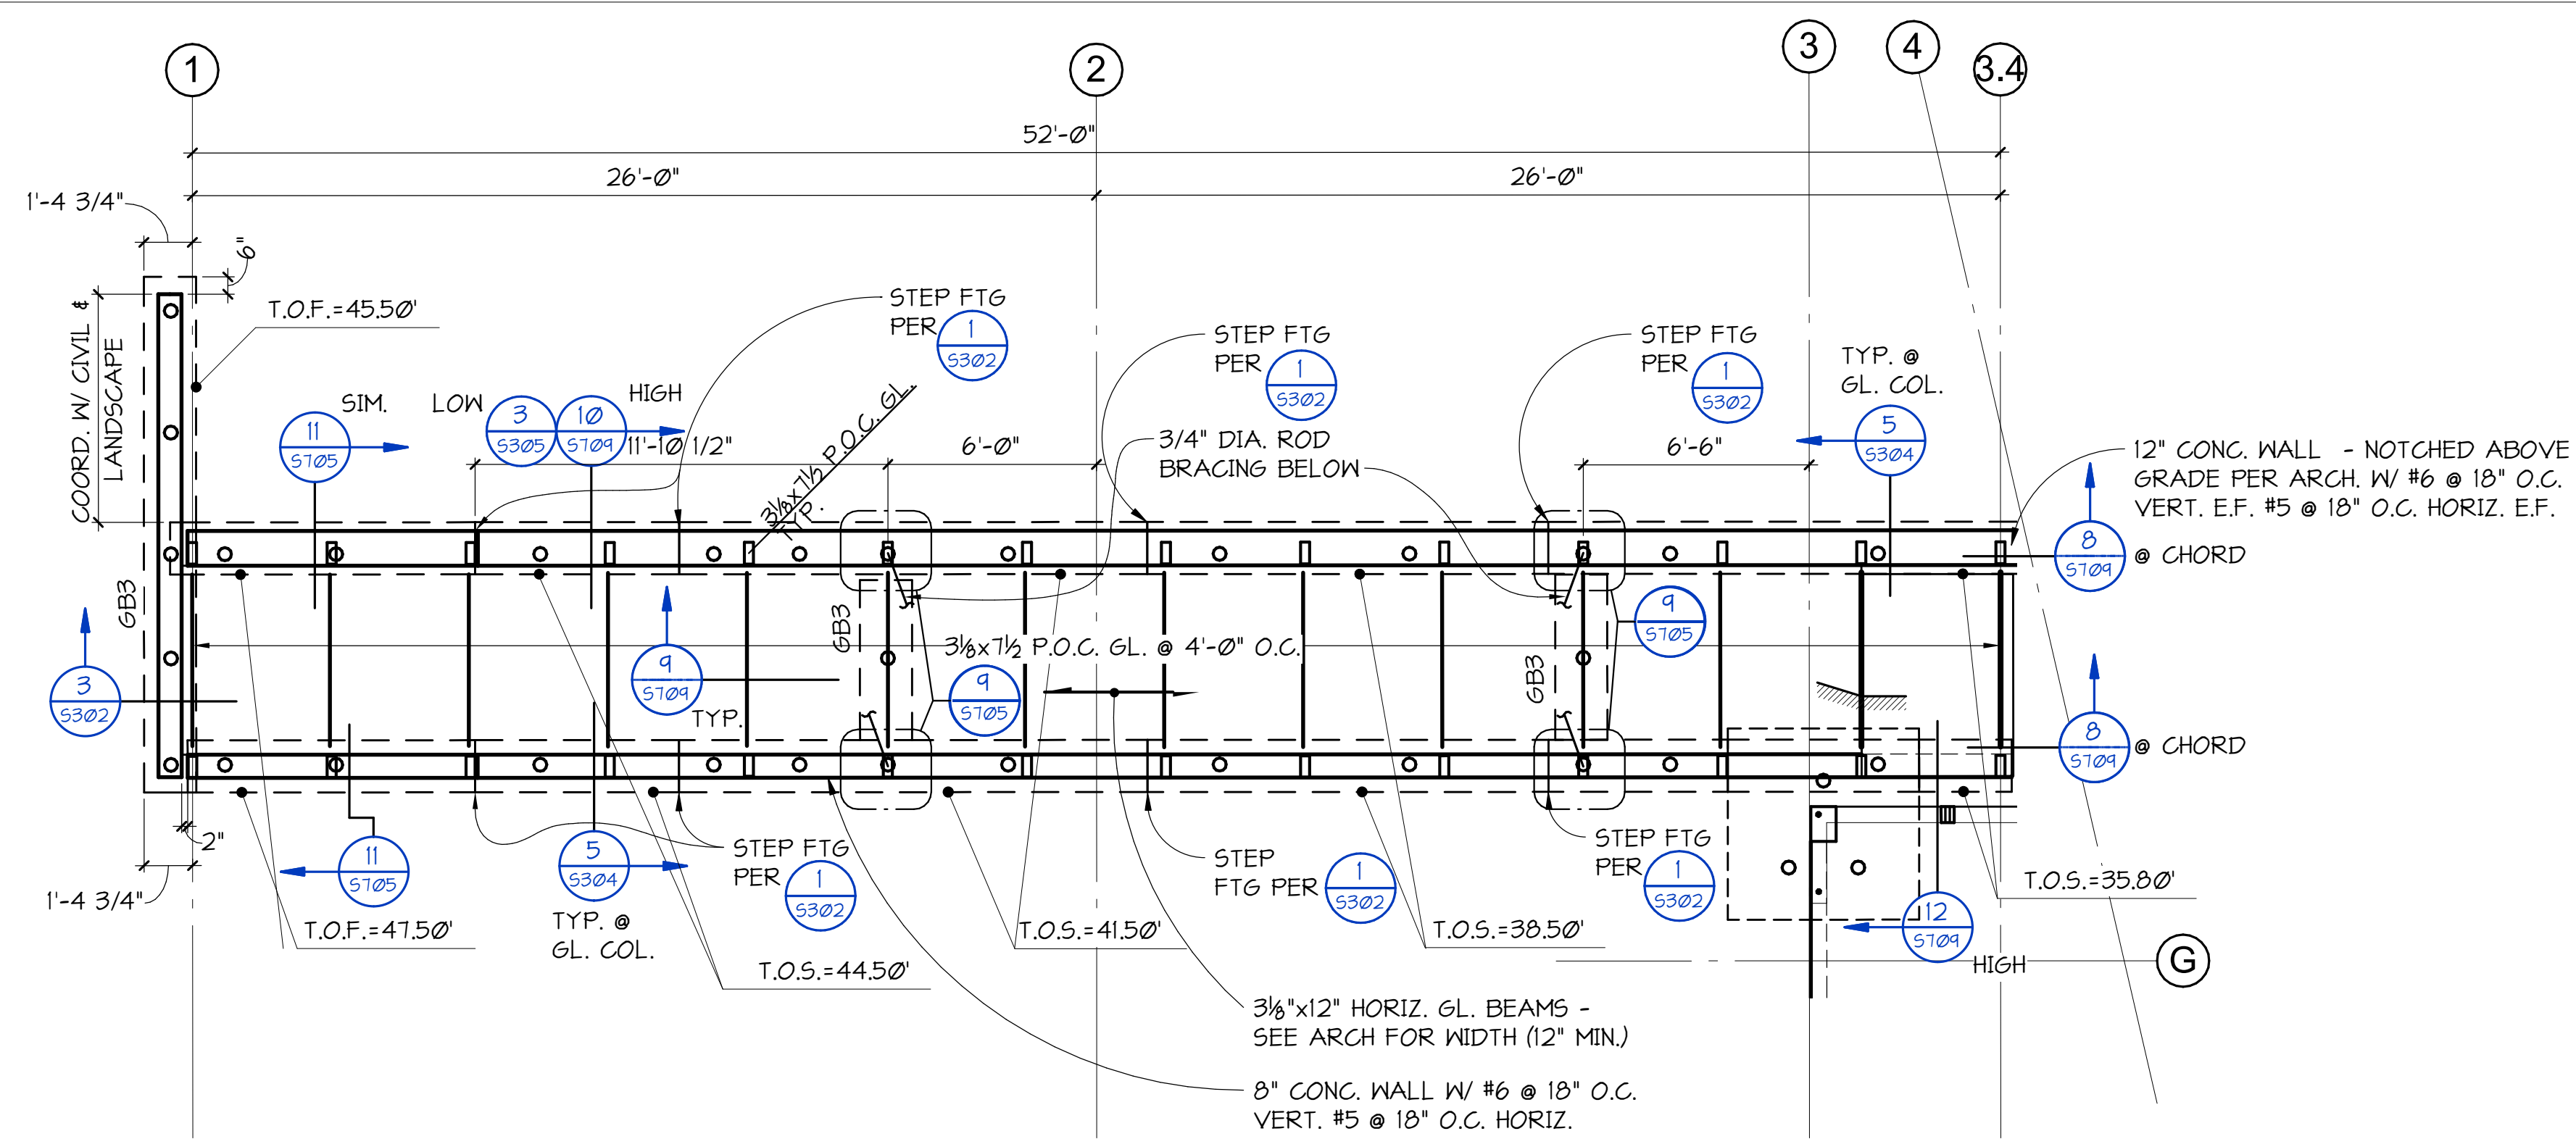 1
2
3
4
3.4
52'-0"
26'-0"
26'-0"
1'-4 3/4"
6"
T.O.F.=45.50'
COORD. W/ CIVIL &
LANDSCAPE
STEP FTG
PER
1
S302
STEP FTG
PER
1
S302
STEP FTG
PER
1
S302
TYP. @
GL. COL.
5
S304
SIM.
11
S705
LOW
3
S305
10
S709
HIGH
11'-10 1/2"
6'-0"
6'-6"
3⅛x7½ P.O.C. GL.
TYP.
3/4" DIA. ROD
BRACING BELOW
12" CONC. WALL - NOTCHED ABOVE
GRADE PER ARCH. W/ #6 @ 18" O.C.
VERT. E.F. #5 @ 18" O.C. HORIZ. E.F.
8
S709
@ CHORD
GB3
3
S302
9
S709
TYP.
GB3
3⅛x7½ P.O.C. GL. @ 4'-0" O.C.
9
S705
GB3
9
S705
8
S709
@ CHORD
2"
1'-4 3/4"
11
S705
T.O.F.=47.50'
5
S304
TYP. @
GL. COL.
STEP FTG
PER
1
S302
T.O.S.=44.50'
T.O.S.=41.50'
STEP
FTG PER
1
S302
T.O.S.=38.50'
STEP FTG
PER
1
S302
12
S709
HIGH
T.O.S.=35.80'
G
3⅛"x12" HORIZ. GL. BEAMS -
SEE ARCH FOR WIDTH (12" MIN.)
8" CONC. WALL W/ #6 @ 18" O.C.
VERT. #5 @ 18" O.C. HORIZ.